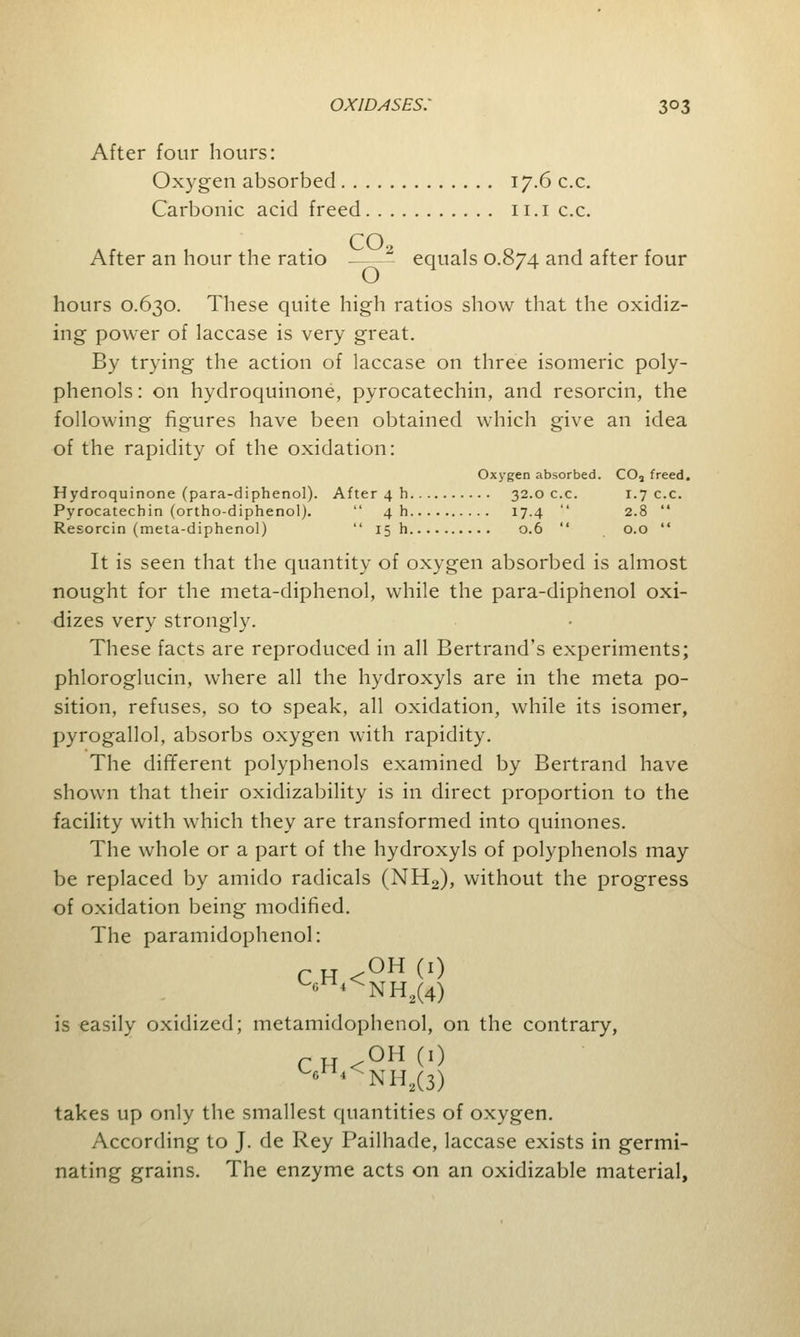 OXIDASES. 303
After four hours:
Oxygen absorbed.............. 17.6 c.c.
Carbonic acid freed............ 11.1 c.c.
After an hour the ratio CO₂/O equals 0.874 and after four
hours 0.630. These quite high ratios show that the oxidiz-
ing power of laccase is very great.
By trying the action of laccase on three isomeric poly-
phenols: on hydroquinone, pyrocatechin, and resorcin, the
following figures have been obtained which give an idea
of the rapidity of the oxidation:
Oxygen absorbed. CO₂ freed.
Hydroquinone (para-diphenol). After 4 h.......... 32.0 c.c. 1.7 c.c.
Pyrocatechin (ortho-diphenol). " 4 h.......... 17.4 " 2.8 "
Resorcin (meta-diphenol) " 15 h.......... 0.6 " 0.0 "
It is seen that the quantity of oxygen absorbed is almost
nought for the meta-diphenol, while the para-diphenol oxi-
dizes very strongly.
These facts are reproduced in all Bertrand's experiments;
phloroglucin, where all the hydroxyls are in the meta po-
sition, refuses, so to speak, all oxidation, while its isomer,
pyrogallol, absorbs oxygen with rapidity.
The different polyphenols examined by Bertrand have
shown that their oxidizability is in direct proportion to the
facility with which they are transformed into quinones.
The whole or a part of the hydroxyls of polyphenols may
be replaced by amido radicals (NH₂), without the progress
of oxidation being modified.
The paramidophenol:
C₆H₄<OH (1)
NH₂(4)
is easily oxidized; metamidophenol, on the contrary,
C₆H₄<OH (1)
NH₂(3)
takes up only the smallest quantities of oxygen.
According to J. de Rey Pailhade, laccase exists in germi-
nating grains. The enzyme acts on an oxidizable material,